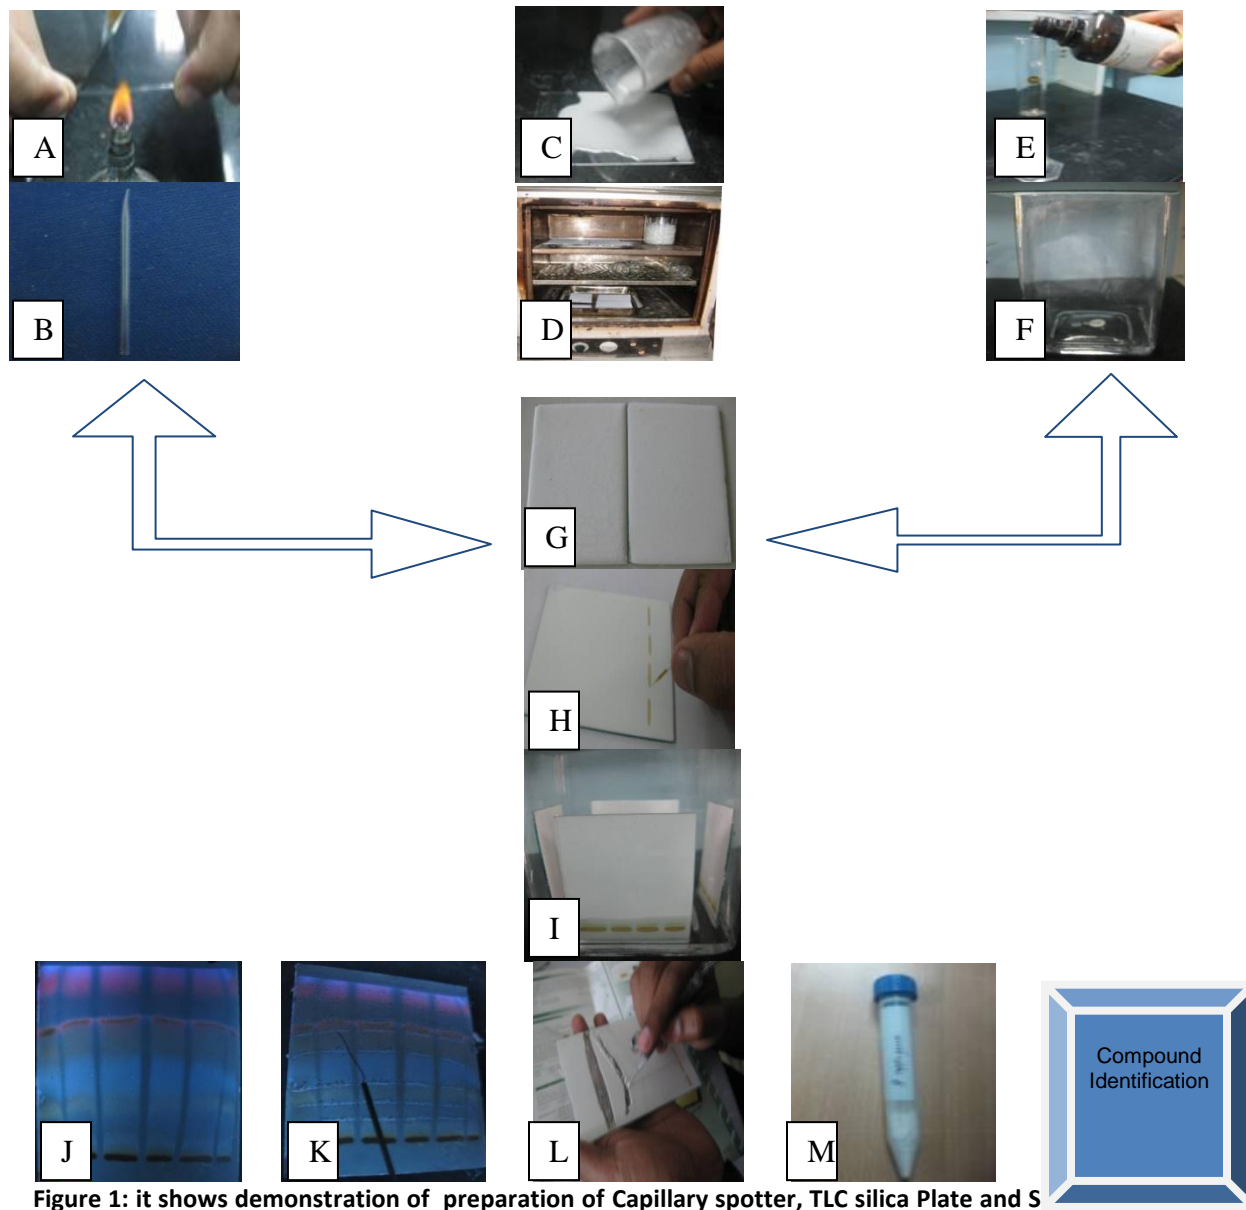 A
B
C
D
E
F
G
H
I
J
K
L
M
Compound
Identification
Figure 1: it shows demonstration of preparation of Capillary spotter, TLC silica Plate and S